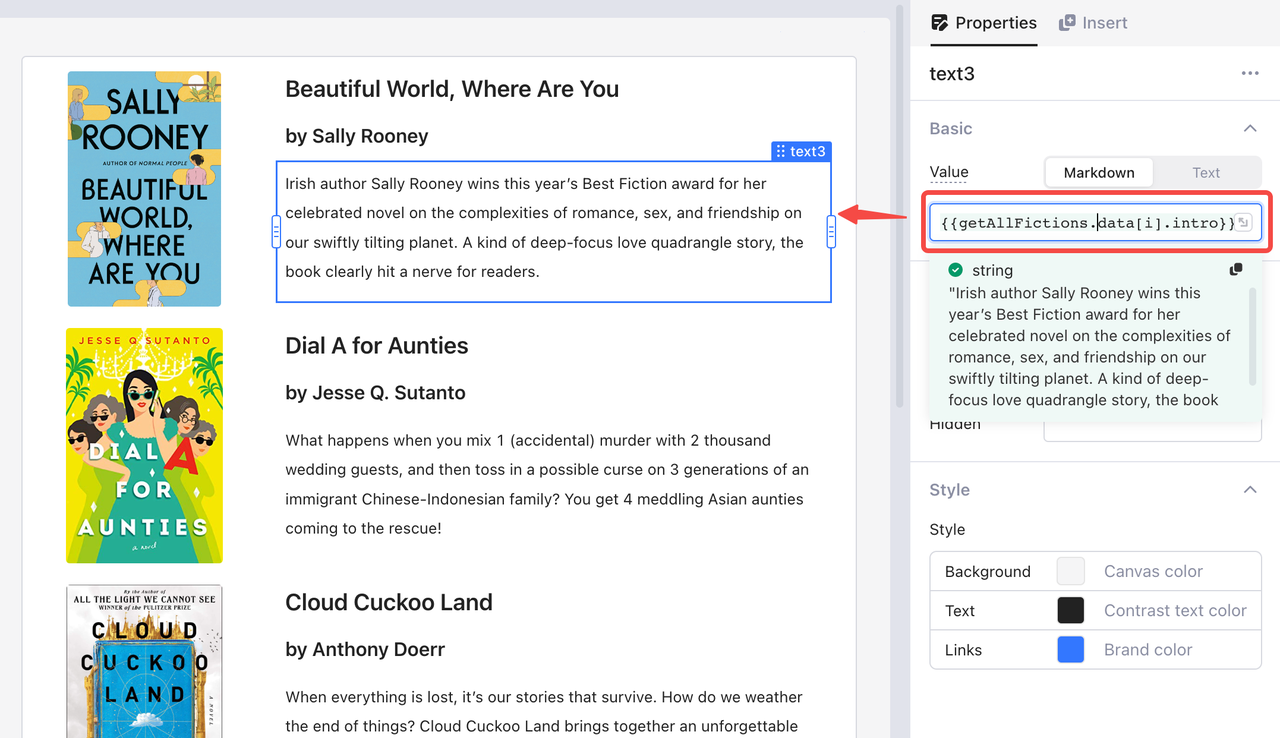 SALLY
ROONEY
AUTHOR OF NORMAL PEOPLE
BEAUTIFUL
WORLD,
WHERE
ARE YOU
Beautiful World, Where Are You
by Sally Rooney
text3
Irish author Sally Rooney wins this year’s Best Fiction award for her
celebrated novel on the complexities of romance, sex, and friendship on
our swiftly tilting planet. A kind of deep-focus love quadrangle story, the
book clearly hit a nerve for readers.
JESSE Q SUTANTO
DIAL A
FOR
AUNTIES
a novel
Dial A for Aunties
by Jesse Q. Sutanto
What happens when you mix 1 (accidental) murder with 2 thousand
wedding guests, and then toss in a possible curse on 3 generations of an
immigrant Chinese-Indonesian family? You get 4 meddling Asian aunties
coming to the rescue!
By the Author of
ALL THE LIGHT WE CANNOT SEE
WINNER OF THE PULITZER PRIZE
CLOUD
CUCKOO
LAND
A NOVEL
Cloud Cuckoo Land
by Anthony Doerr
When everything is lost, it’s our stories that survive. How do we weather
the end of things? Cloud Cuckoo Land brings together an unforgettable
Properties
Insert
text3
Basic
Value
Markdown
Text
{{getAllFictions.data[i].intro}}
string
"Irish author Sally Rooney wins this
year’s Best Fiction award for her
celebrated novel on the complexities of
romance, sex, and friendship on our
swiftly tilting planet. A kind of deep-
focus love quadrangle story, the book
Hidden
Style
Style
Background
Canvas color
Text
Contrast text color
Links
Brand color